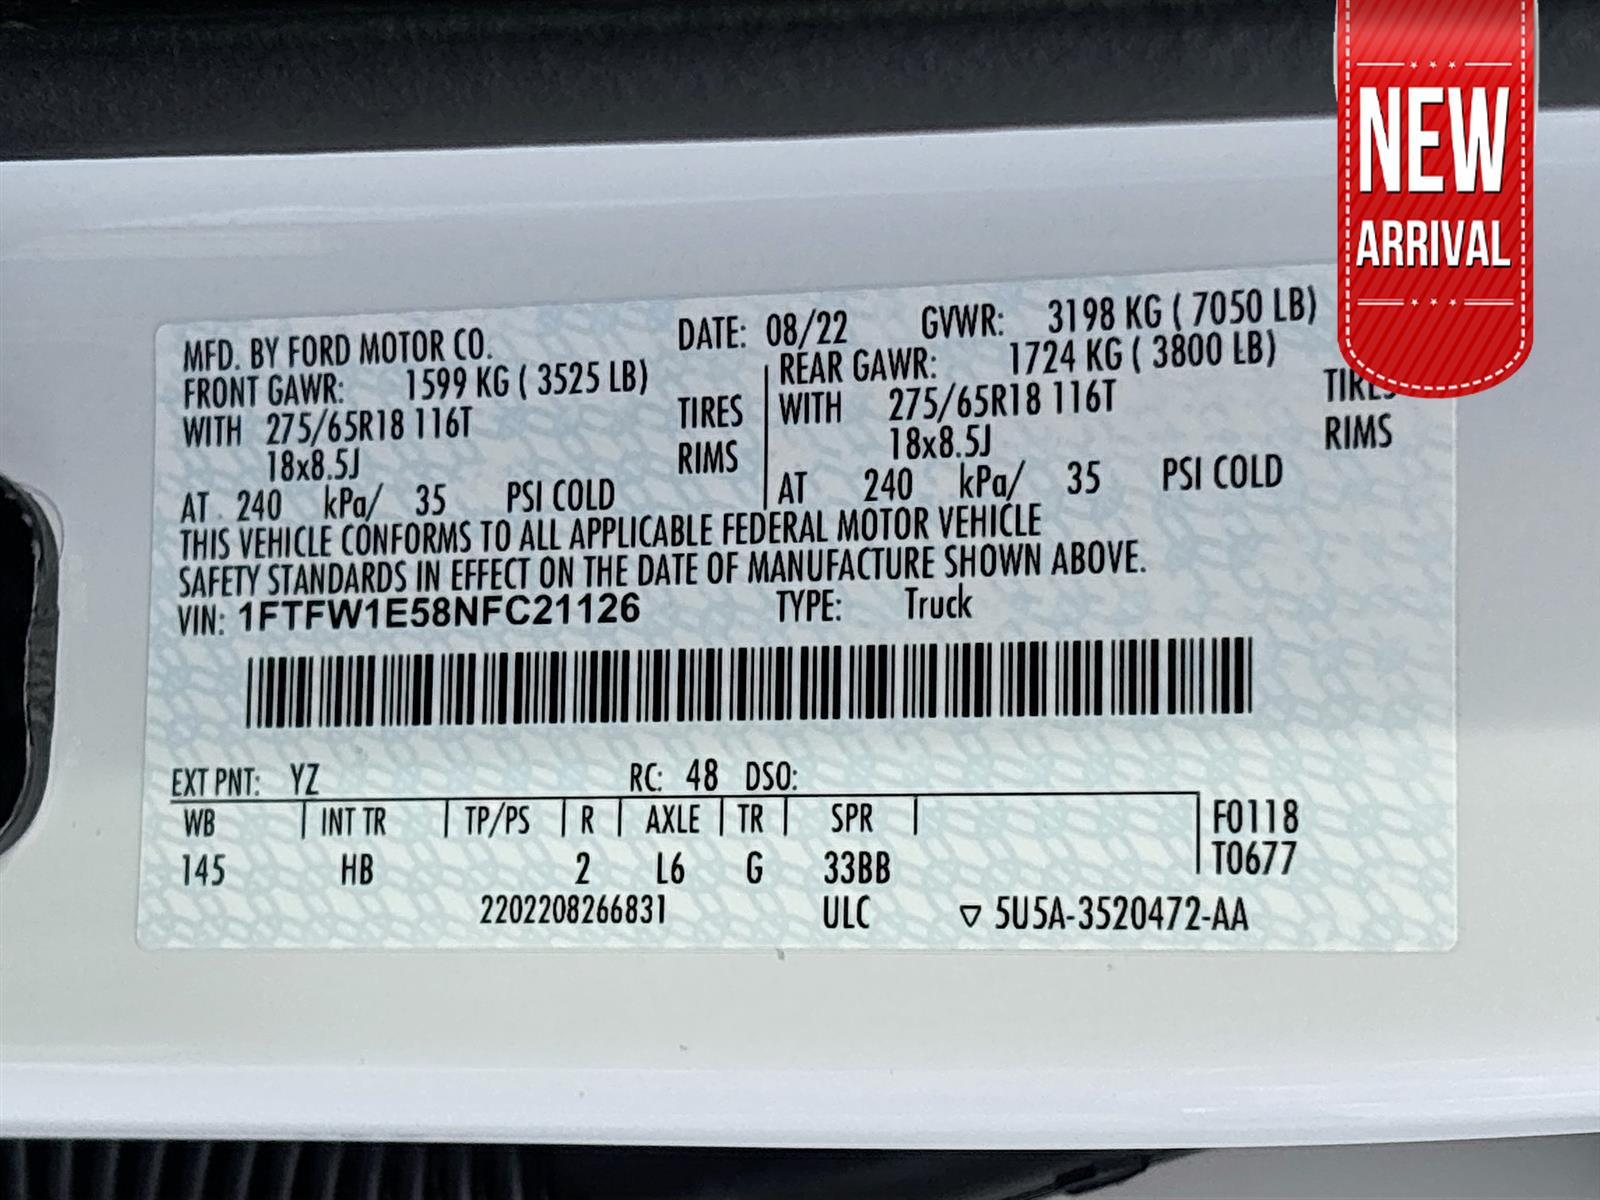 NEW
ARRIVAL
MFD. BY FORD MOTOR CO. DATE: 08/22 GVWR: 3198 KG ( 7050 LB)
FRONT GAWR: 1599 KG ( 3525 LB) REAR GAWR: 1724 KG ( 3800 LB)
WITH 275/65R18 116T TIRES WITH 275/65R18 116T TIRES
18x8.5J RIMS 18x8.5J RIMS
AT 240 kPa/ 35 PSI COLD AT 240 kPa/ 35 PSI COLD
THIS VEHICLE CONFORMS TO ALL APPLICABLE FEDERAL MOTOR VEHICLE
SAFETY STANDARDS IN EFFECT ON THE DATE OF MANUFACTURE SHOWN ABOVE.
VIN: 1FTFW1E58NFC21126 TYPE: Truck
EXT PNT: YZ RC: 48 DSO:
WB | INT TR | TP/PS | R | AXLE | TR | SPR | F0118
145 HB 2 L6 G 33BB T0677
2202208266831 ULC ▽ 5U5A-3520472-AA